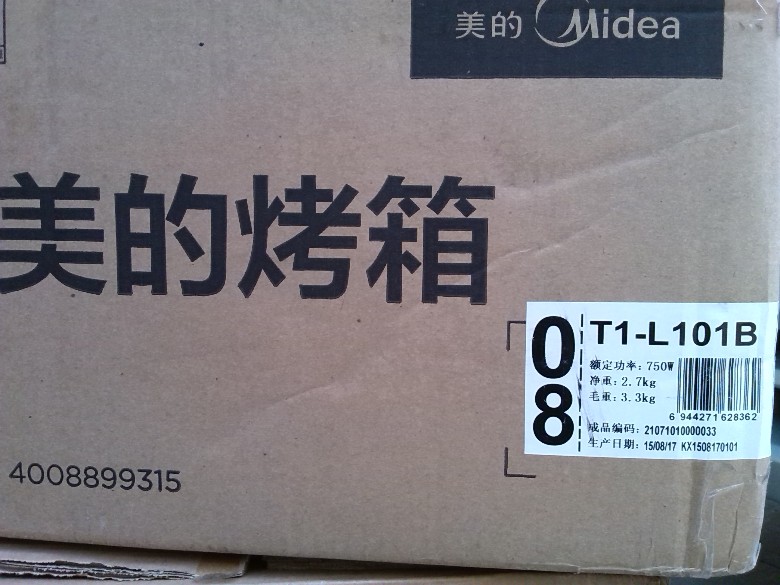 美的 Midea
美的烤箱
08
T1-L101B
额定功率：750W
净重：2.7kg
毛重：3.3kg
6 944271 628362
成品编码：21071010000033
生产日期：15/08/17 KX1508170101
4008899315